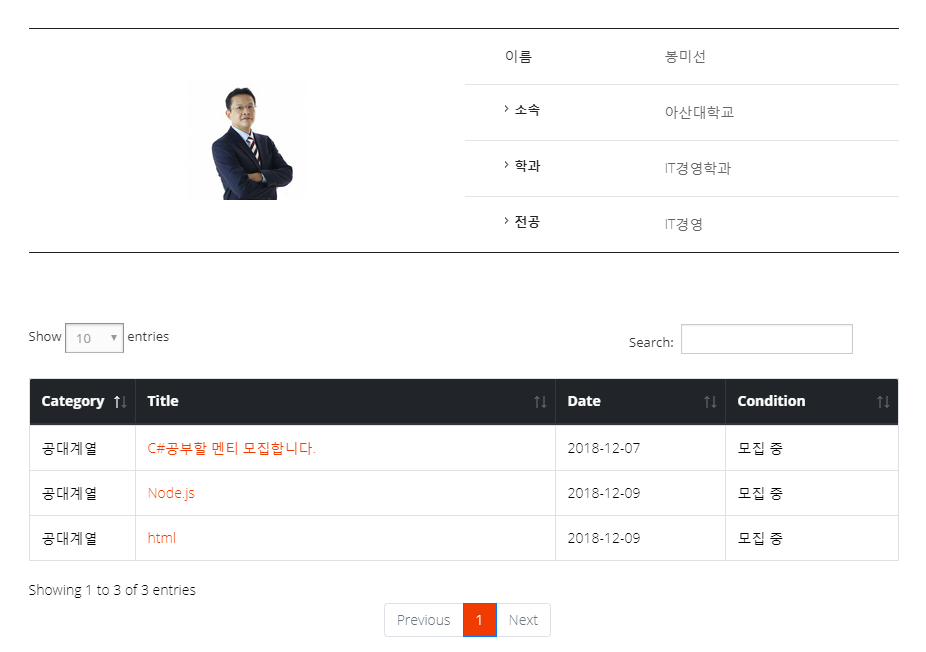 이름 봉미선
소속 아산대학교
학과 IT경영학과
전공 IT경영
Show 10 entries
Search:
Category Title Date Condition
공대계열 C#공부할 멘티 모집합니다. 2018-12-07 모집 중
공대계열 Node.js 2018-12-09 모집 중
공대계열 html 2018-12-09 모집 중
Showing 1 to 3 of 3 entries
Previous 1 Next